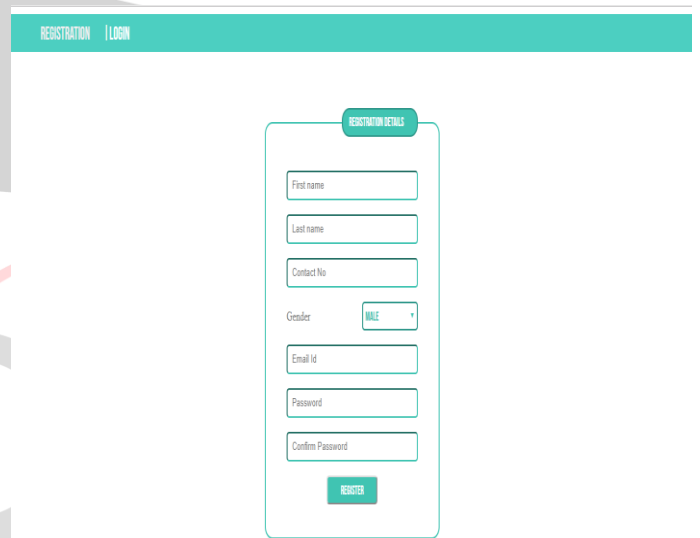 REGISTRATION | LOGIN
REGISTRATION DETAILS
First name
Last name
Contact No
Gender MALE
Email Id
Password
Confirm Password
REGISTER